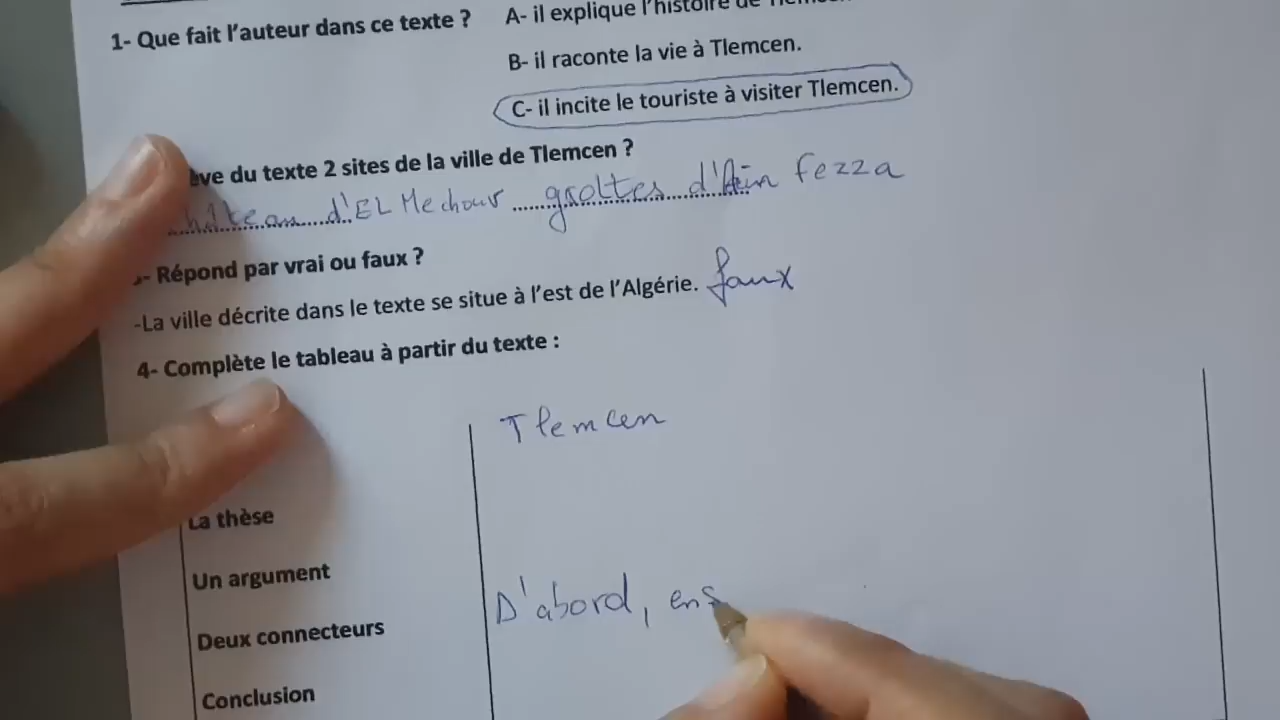 1- Que fait l'auteur dans ce texte ? A- il explique l'histoire de
B- il raconte la vie à Tlemcen.
C- il incite le touriste à visiter Tlemcen.
du texte 2 sites de la ville de Tlemcen ?
d'EL Mechour grottes d'Ain Fezza
- Répond par vrai ou faux ?
-La ville décrite dans le texte se situe à l'est de l'Algérie. faux
4- Complète le tableau à partir du texte :
Tlemcen
La thèse
Un argument
D'abord, ens
Deux connecteurs
Conclusion